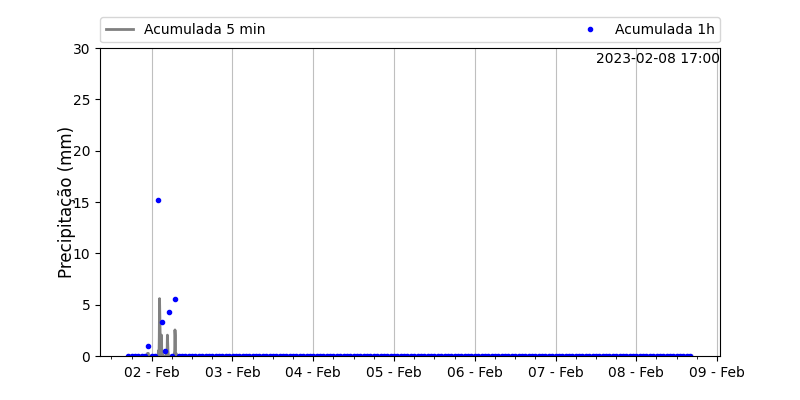 Acumulada 5 min
Acumulada 1h
2023-02-08 17:00
Precipitação (mm)
30
25
20
15
10
5
0
02 - Feb
03 - Feb
04 - Feb
05 - Feb
06 - Feb
07 - Feb
08 - Feb
09 - Feb